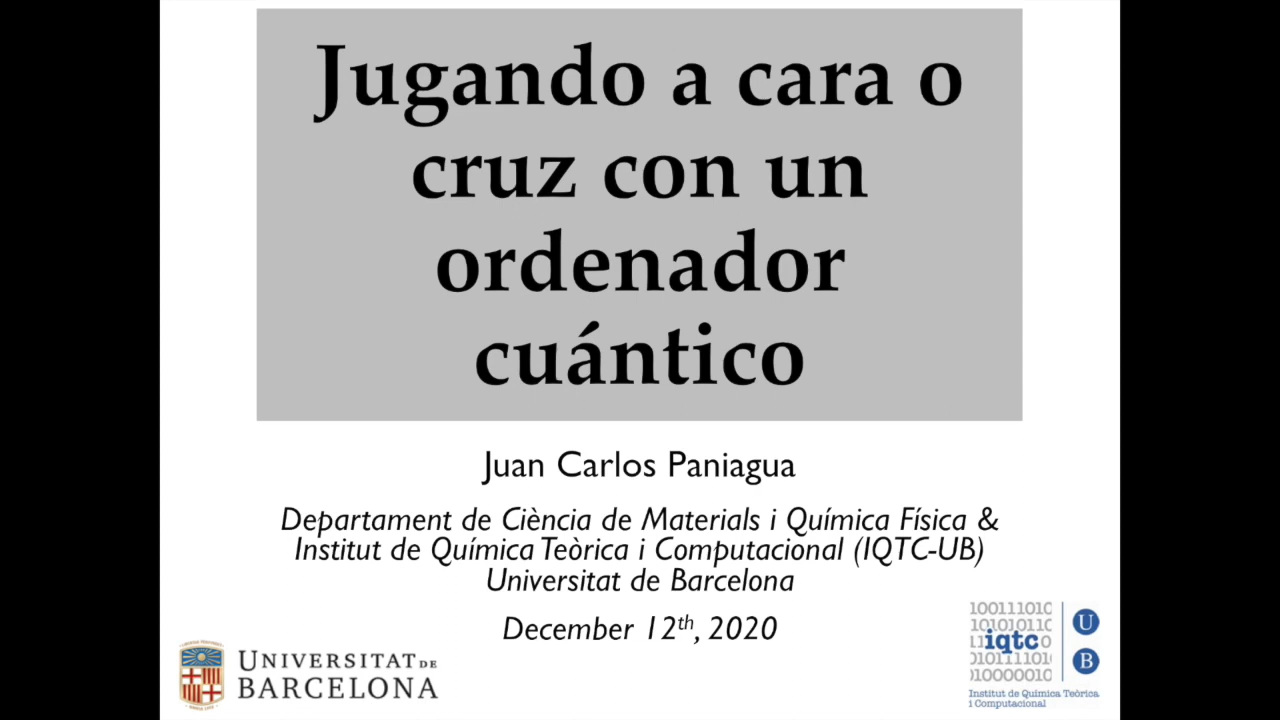 Jugando a cara o
cruz con un
ordenador
cuántico
Juan Carlos Paniagua
Departament de Ciència de Materials i Química Física &
Institut de Química Teòrica i Computacional (IQTC-UB)
Universitat de Barcelona
December 12th, 2020
UNIVERSITAT DE
BARCELONA
iqtc
U
B
Institut de Química Teòrica
i Computacional